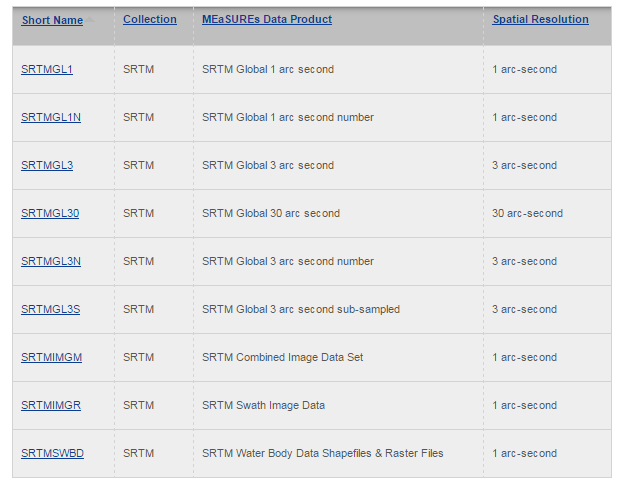 Short Name Collection MEaSUREs Data Product Spatial Resolution
SRTMGL1 SRTM SRTM Global 1 arc second 1 arc-second
SRTMGL1N SRTM SRTM Global 1 arc second number 1 arc-second
SRTMGL3 SRTM SRTM Global 3 arc second 3 arc-second
SRTMGL30 SRTM SRTM Global 30 arc second 30 arc-second
SRTMGL3N SRTM SRTM Global 3 arc second number 3 arc-second
SRTMGL3S SRTM SRTM Global 3 arc second sub-sampled 3 arc-second
SRTMIMGM SRTM SRTM Combined Image Data Set 1 arc-second
SRTMIMGR SRTM SRTM Swath Image Data 1 arc-second
SRTMSWBD SRTM SRTM Water Body Data Shapefiles & Raster Files 1 arc-second